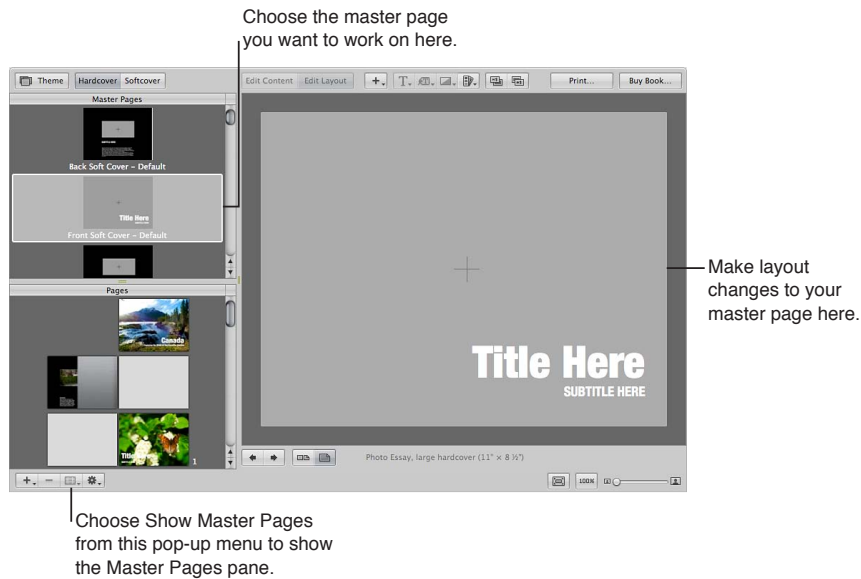 Choose the master page
you want to work on here.
Theme
Hardcover Softcover
Edit Content Edit Layout
Print...
Buy Book...
Master Pages
Back Soft Cover – Default
Title Here
Front Soft Cover – Default
Pages
Canada
Title Here
1
Title Here
SUBTITLE HERE
Make layout
changes to your
master page here.
Photo Essay, large hardcover (11" × 8 ½")
100%
Choose Show Master Pages
from this pop-up menu to show
the Master Pages pane.